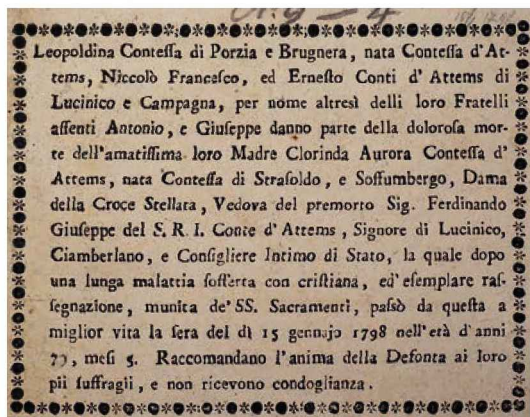 Leopoldina Contessa di Porzia e Brugnera, nata Contessa d'At-
tems, Niccolò Francesco, ed Ernesto Conti d' Attems di
Lucinico e Campagna, per nome altresì delli loro Fratelli
assenti Antonio, e Giuseppe danno parte della dolorosa mor-
te dell'amatissima loro Madre Clorinda Aurora Contessa d'
Attems, nata Contessa di Strasoldo, e Soffumbergo, Dama
della Croce Stellata, Vedova del premorto Sig. Ferdinando
Giuseppe del S. R. I. Conte d' Attems, Signore di Lucinico,
Ciamberlano, e Consigliere Intimo di Stato, la quale dopo
una lunga malattia sofferta con cristiana, ed' esemplare ras-
segnazione, munita de' SS. Sacramenti, passò da questa a
miglior vita la sera del dì 15 gennajo 1798 nell'età d'anni
mesi 5. Raccomandano l'anima della Defonta ai loro
pii suffragii, e non ricevono condoglianza.